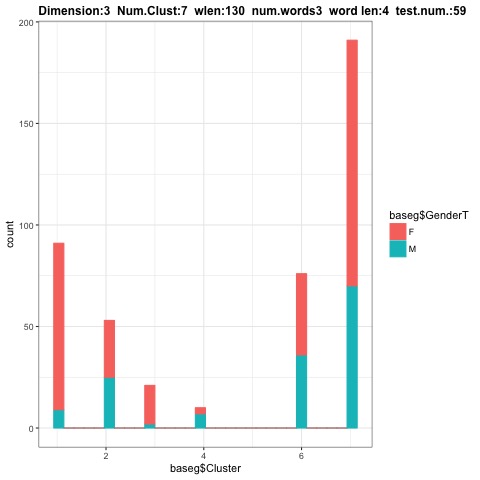 Dimension:3 Num.Clust:7 wlen:130 num.words3 word len:4 test.num.:59
200
150
100
50
0
count
2 4 6
baseg$Cluster
baseg$GenderT
F
M